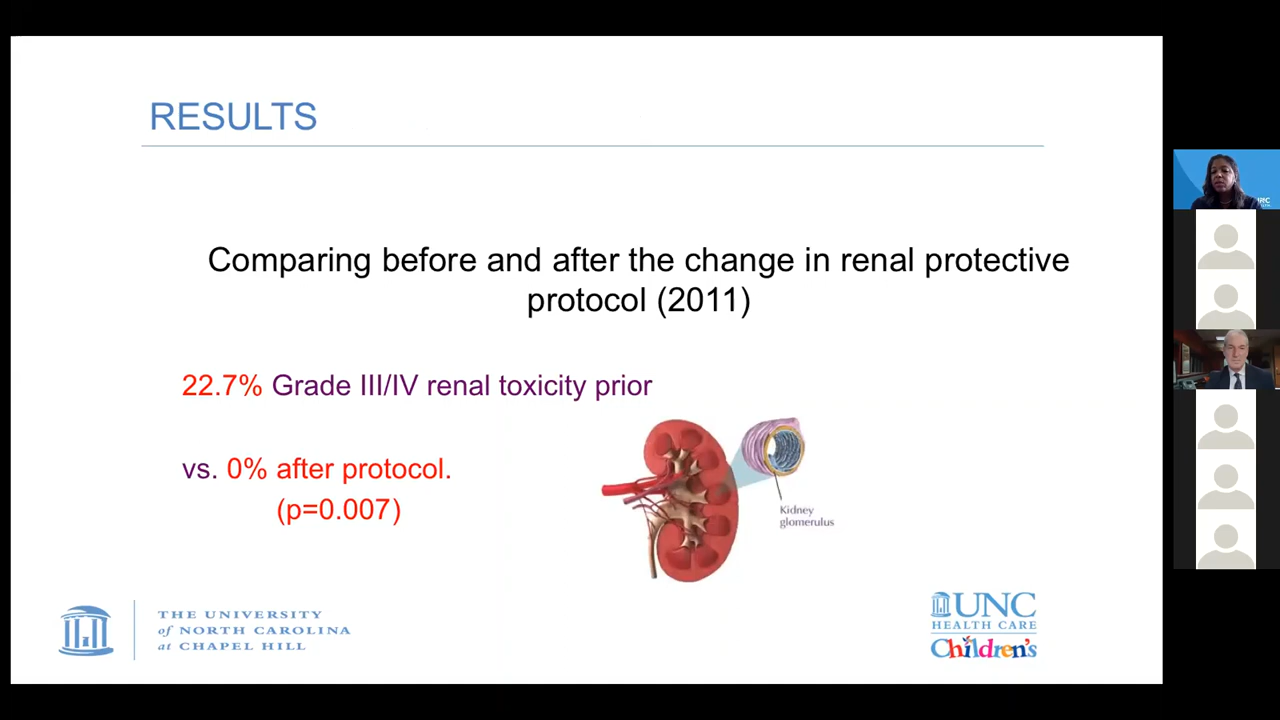 RESULTS
Comparing before and after the change in renal protective
protocol (2011)
22.7% Grade III/IV renal toxicity prior
vs. 0% after protocol.
(p=0.007)
Kidney
glomerulus
THE UNIVERSITY
of NORTH CAROLINA
at CHAPEL HILL
UNC
HEALTH CARE
Children's